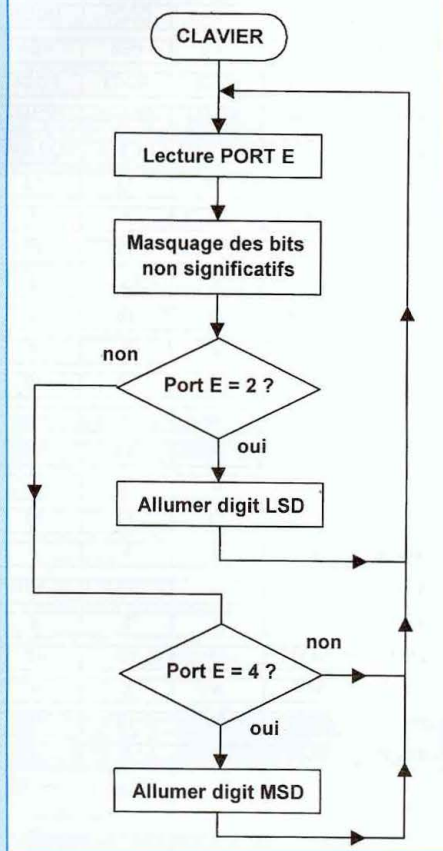 CLAVIER
Lecture PORT E
Masquage des bits
non significatifs
non
Port E = 2 ?
oui
Allumer digit LSD
non
Port E = 4 ?
oui
Allumer digit MSD